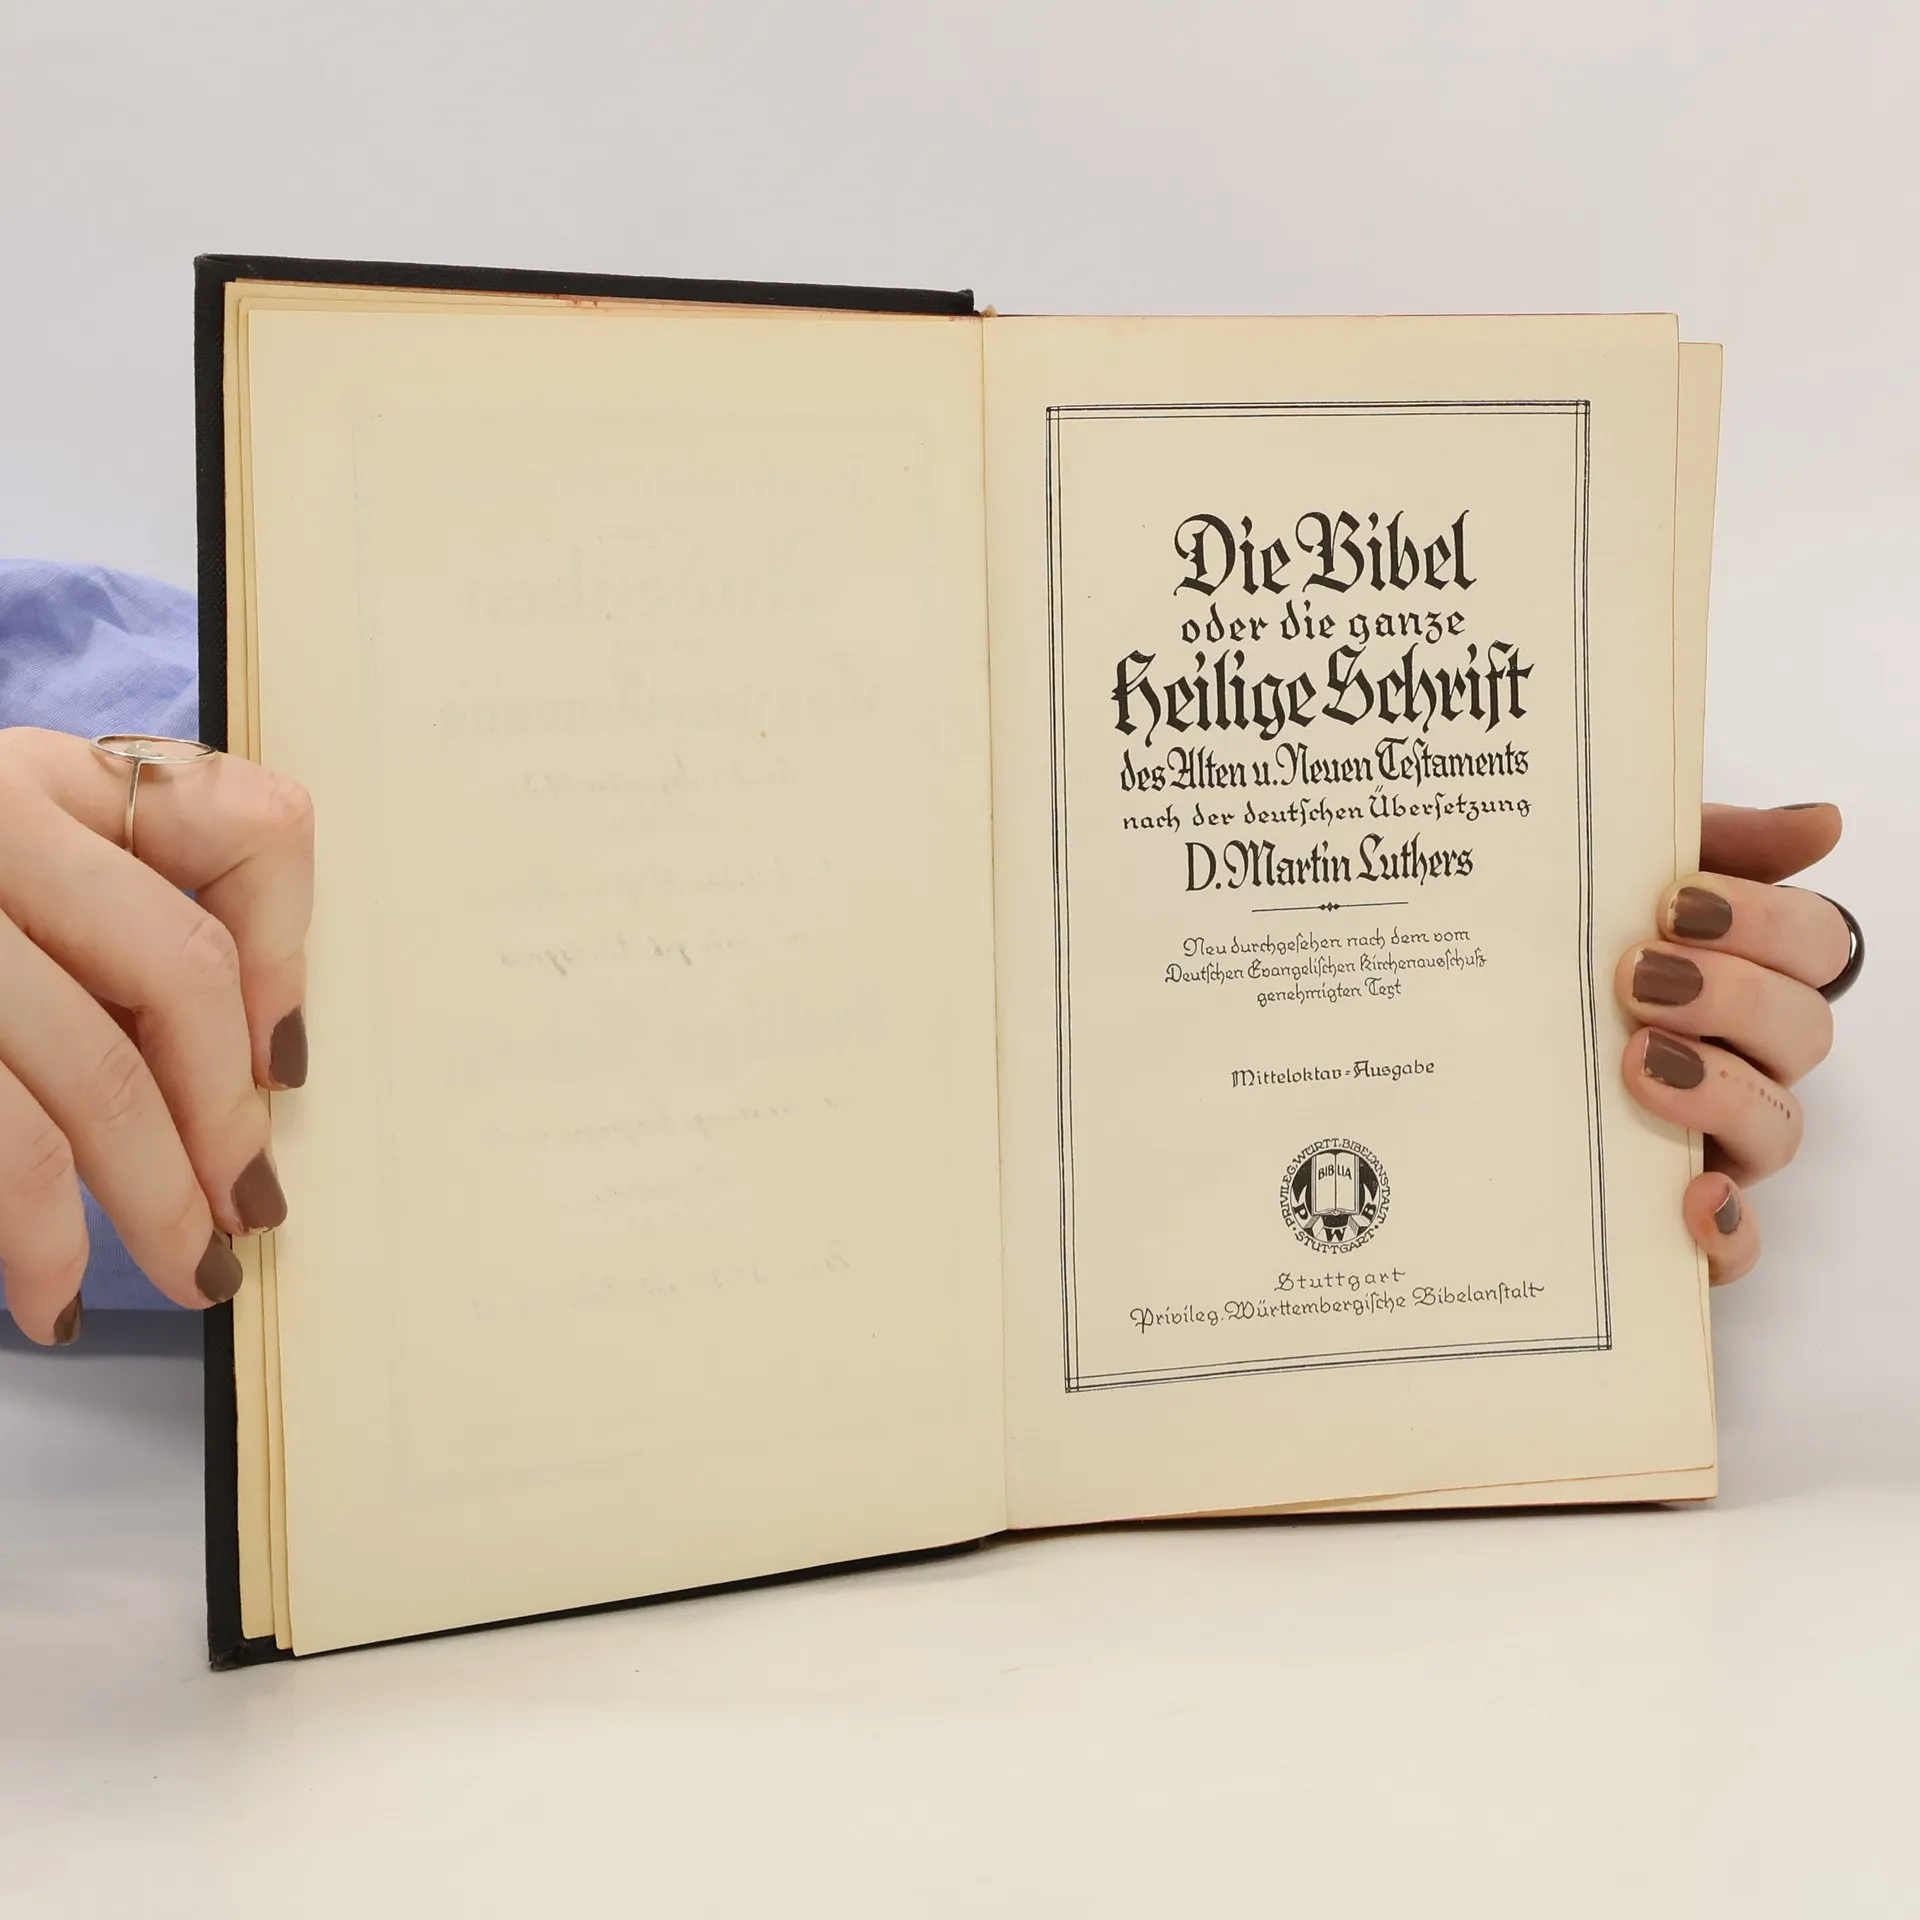 Die Bibel
oder die ganze
Heilige Schrift
des Alten u. Neuen Testaments
nach der deutschen Übersetzung
D. Martin Luthers
Neu durchgesehen nach dem vom
Deutschen Evangelischen Kirchenausschuß
genehmigten Text
Mitteloktav-Ausgabe
PRIVILEG. WÜRTT. BIBELANSTALT
BIBLIA
P W B
STUTTGART
Stuttgart
Privileg. Württembergische Bibelanstalt